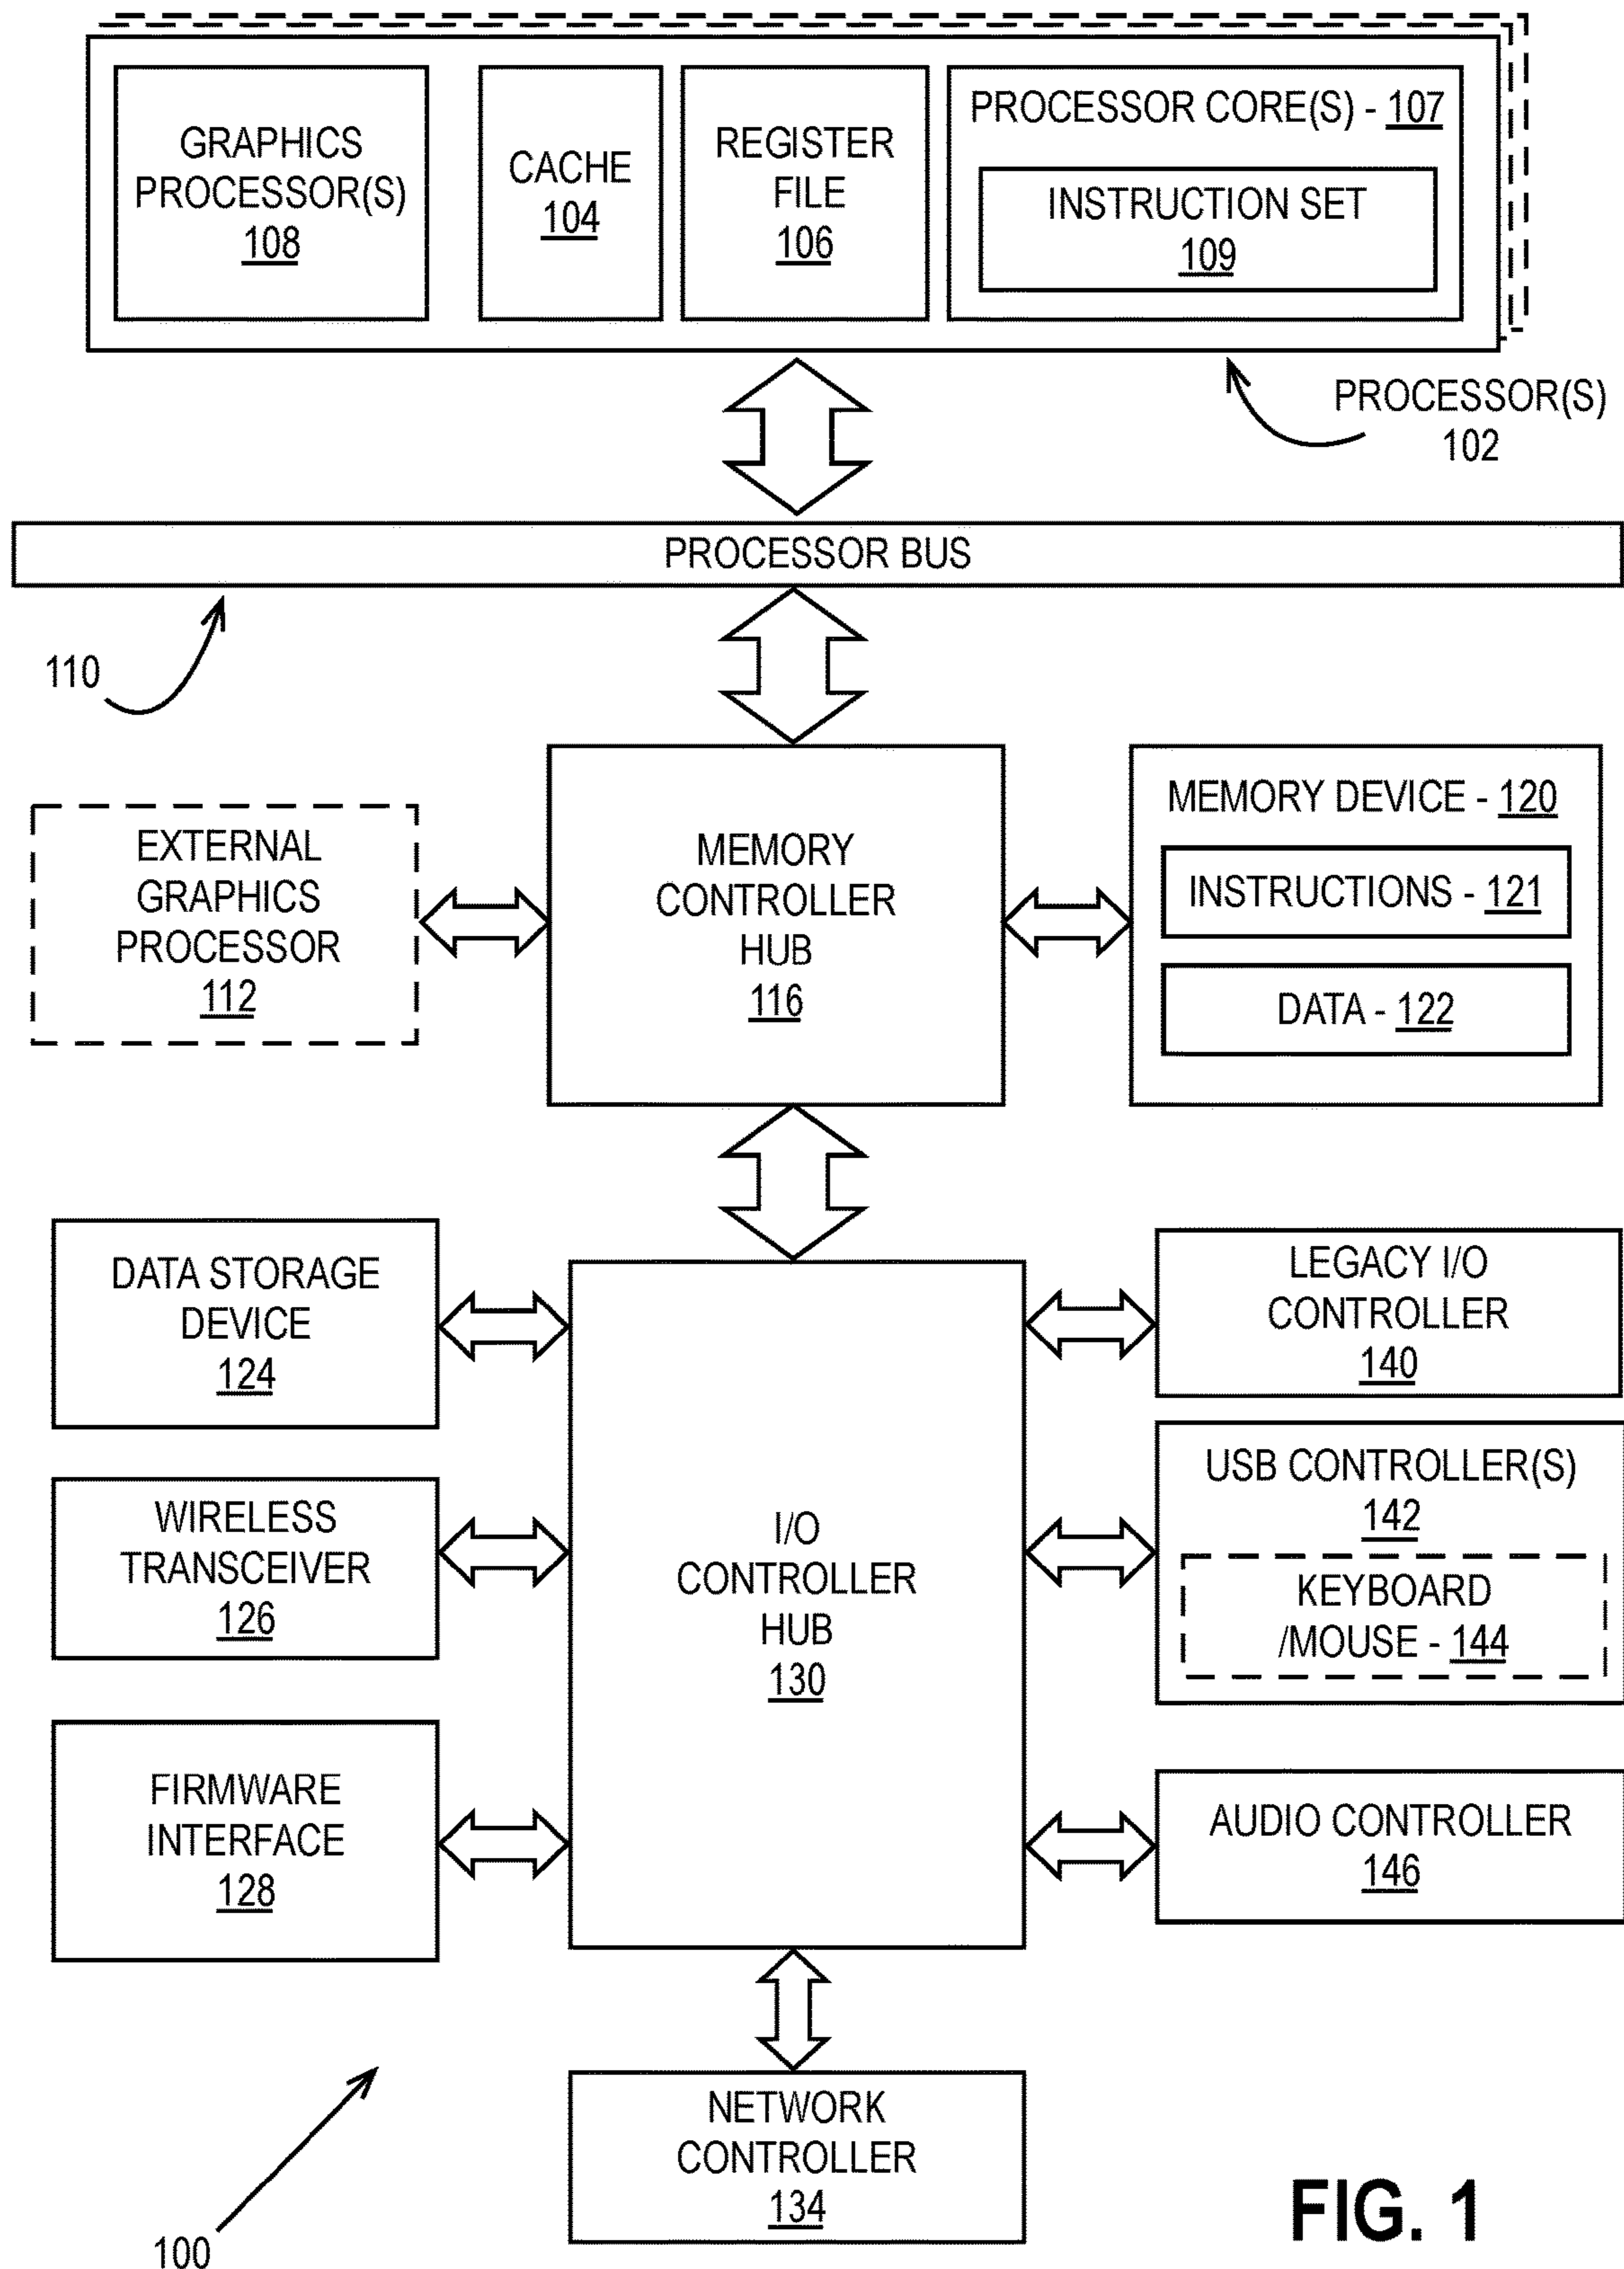 GRAPHICS
PROCESSOR(S)
108
CACHE
104
REGISTER
FILE
106
PROCESSOR CORE(S) - 107
INSTRUCTION SET
109
PROCESSOR(S)
102
PROCESSOR BUS
110
EXTERNAL
GRAPHICS
PROCESSOR
112
MEMORY
CONTROLLER
HUB
116
MEMORY DEVICE - 120
INSTRUCTIONS - 121
DATA - 122
DATA STORAGE
DEVICE
124
WIRELESS
TRANSCEIVER
126
FIRMWARE
INTERFACE
128
I/O
CONTROLLER
HUB
130
LEGACY I/O
CONTROLLER
140
USB CONTROLLER(S)
142
KEYBOARD
/MOUSE - 144
AUDIO CONTROLLER
146
NETWORK
CONTROLLER
134
100
FIG. 1